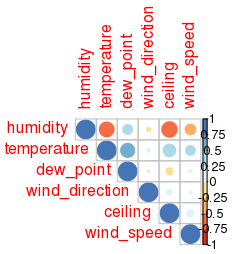 humidity
temperature
dew_point
wind_direction
ceiling
wind_speed
humidity
temperature
dew_point
wind_direction
ceiling
wind_speed
1
0.75
0.5
0.25
0
-0.25
-0.5
-0.75
-1